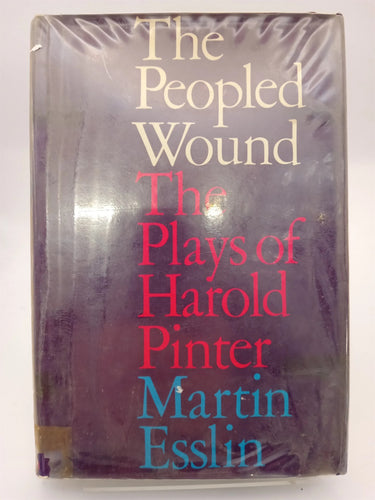 The
Peopled
Wound
The
Plays of
Harold
Pinter
Martin
Esslin